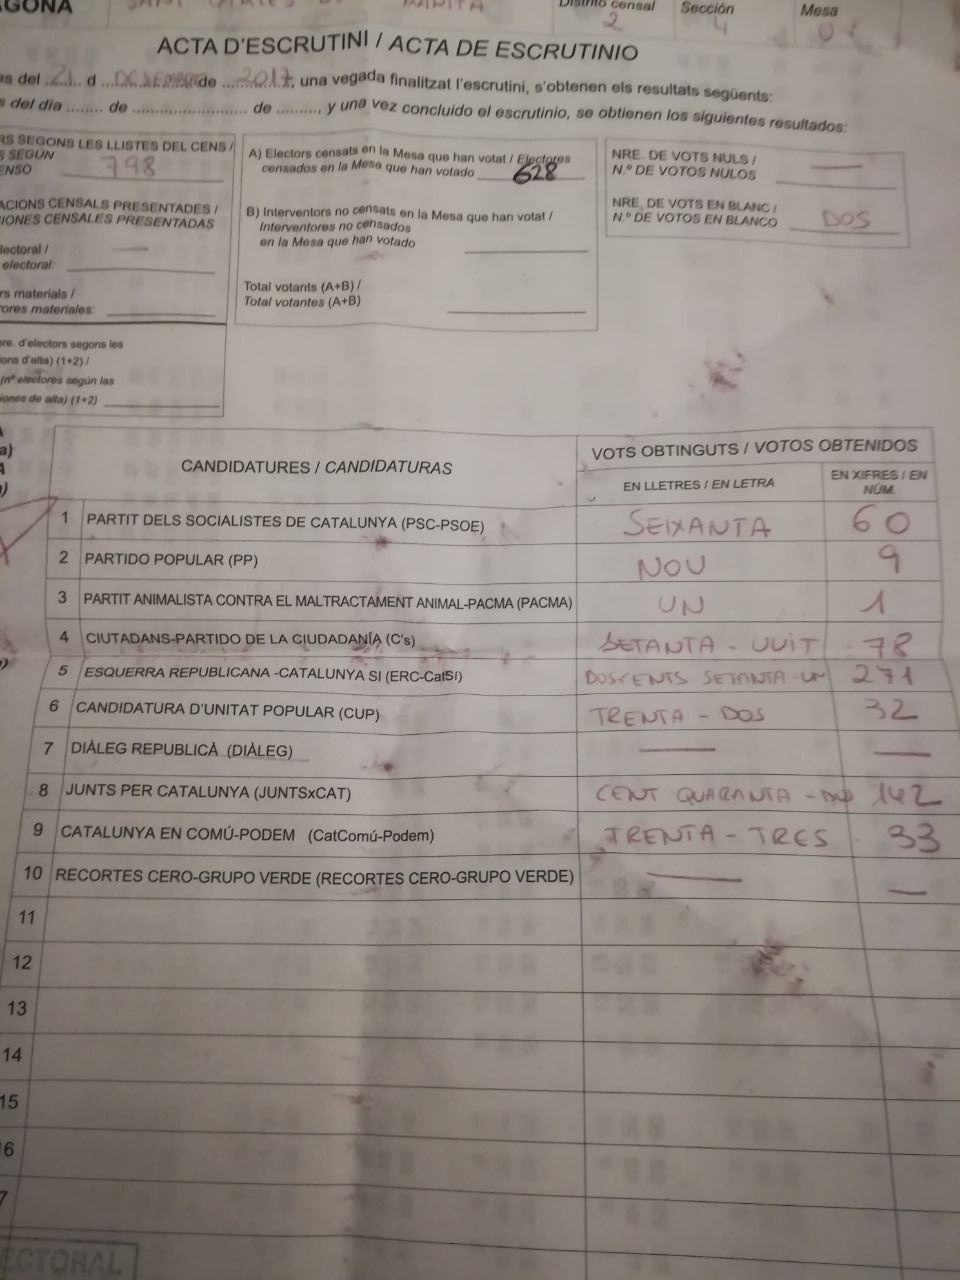 GONA SANT CARLES DE Distrito censal Sección Mesa
2 4 U
ACTA D'ESCRUTINI / ACTA DE ESCRUTINIO
es del 21 d DESEMBRE de 2017, una vegada finalitzat l'escrutini, s'obtenen els resultats següents:
s del día ........ de ........................ de ........., y una vez concluido el escrutinio, se obtienen los siguientes resultados:
RS SEGONS LES LLISTES DEL CENS /
S SEGÚN
ENSO 798
ACIONS CENSALS PRESENTADES /
CIONES CENSALES PRESENTADAS
lectoral / —
electoral:
rs materials /
ores materiales:
nre. d'electors segons les
ions d'alta) (1+2) /
(nº electores según las
iones de alta) (1+2)
A) Electors censats en la Mesa que han votat / Electores
censados en la Mesa que han votado 628
B) Interventors no censats en la Mesa que han votat /
Interventores no censados
en la Mesa que han votado
Total votants (A+B) /
Total votantes (A+B)
NRE. DE VOTS NULS / —
N.º DE VOTOS NULOS
NRE. DE VOTS EN BLANC /
N.º DE VOTOS EN BLANCO DOS
a)
CANDIDATURES / CANDIDATURAS
VOTS OBTINGUTS / VOTOS OBTENIDOS
EN LLETRES / EN LETRA
EN XIFRES / EN
NÚM.
1 PARTIT DELS SOCIALISTES DE CATALUNYA (PSC-PSOE) SEIXANTA 60
2 PARTIDO POPULAR (PP) NOU 9
3 PARTIT ANIMALISTA CONTRA EL MALTRACTAMENT ANIMAL-PACMA (PACMA) UN 1
4 CIUTADANS-PARTIDO DE LA CIUDADANÍA (C's) SETANTA - VUIT 78
5 ESQUERRA REPUBLICANA -CATALUNYA SI (ERC-CatSí) DOSCENTS SETANTA-UN 271
6 CANDIDATURA D'UNITAT POPULAR (CUP) TRENTA - DOS 32
7 DIÀLEG REPUBLICÀ (DIÀLEG) — —
8 JUNTS PER CATALUNYA (JUNTSxCAT) CENT QUARANTA - DOS 142
9 CATALUNYA EN COMÚ-PODEM (CatComú-Podem) TRENTA - TRES 33
10 RECORTES CERO-GRUPO VERDE (RECORTES CERO-GRUPO VERDE) — —
11
12
13
14
15
6
7
ECTORAL